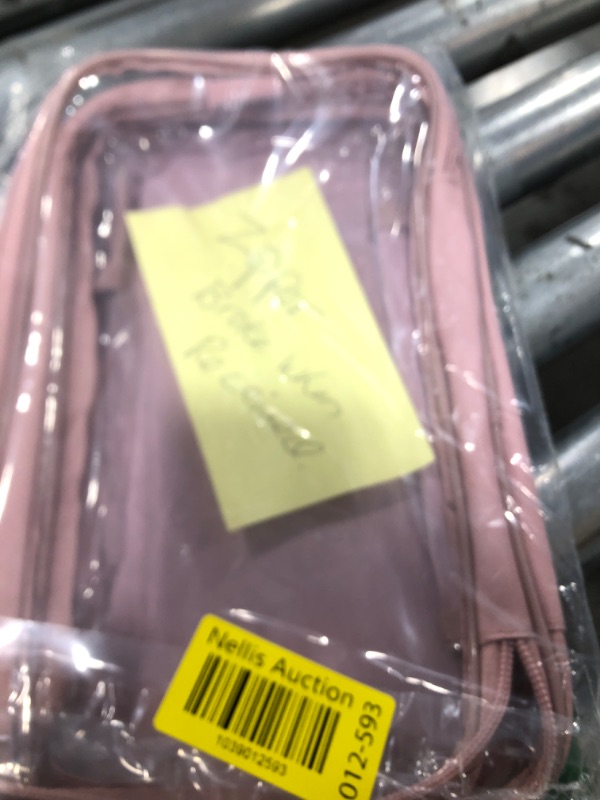 Zipper
Broke when
Received.
Nellis Auction
1039012593
012-593